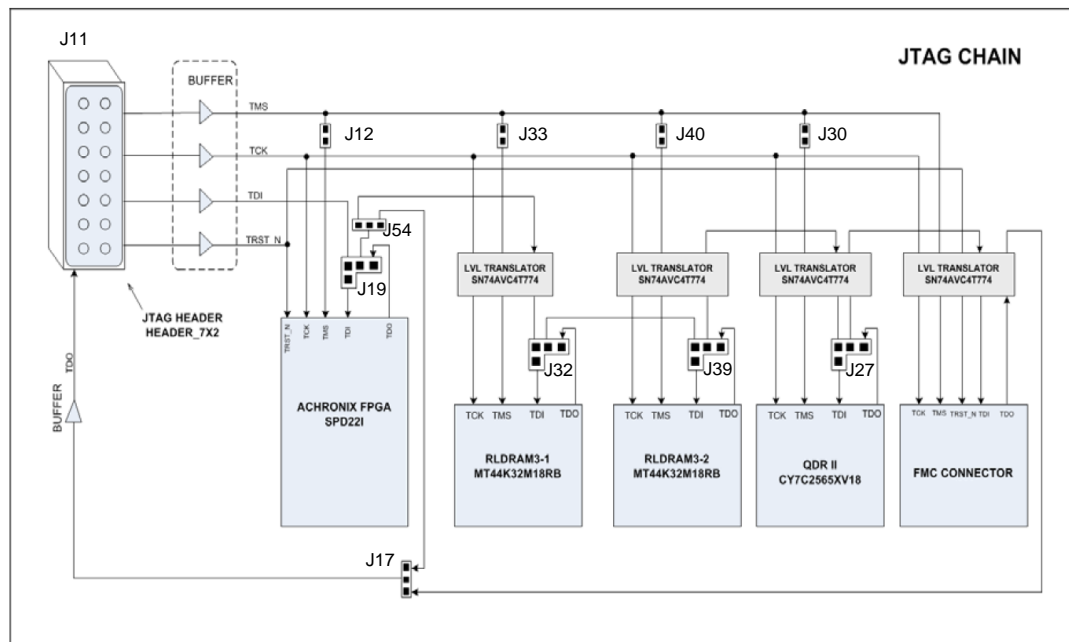 J11
JTAG CHAIN
BUFFER
TMS
J12
J33
J40
J30
TCK
TDI
J54
TRST_N
J19
LVL TRANSLATOR
SN74AVC4T774
LVL TRANSLATOR
SN74AVC4T774
LVL TRANSLATOR
SN74AVC4T774
LVL TRANSLATOR
SN74AVC4T774
JTAG HEADER
HEADER_7X2
TRST_N
TCK
TMS
TDI
TDO
J32
J39
J27
TDO
BUFFER
ACHRONIX FPGA
SPD22I
TCK TMS TDI TDO
RLDRAM3-1
MT44K32M18RB
TCK TMS TDI TDO
RLDRAM3-2
MT44K32M18RB
TCK TMS TDI TDO
QDR II
CY7C2565XV18
TCK TMS TRST_N TDI TDO
FMC CONNECTOR
J17